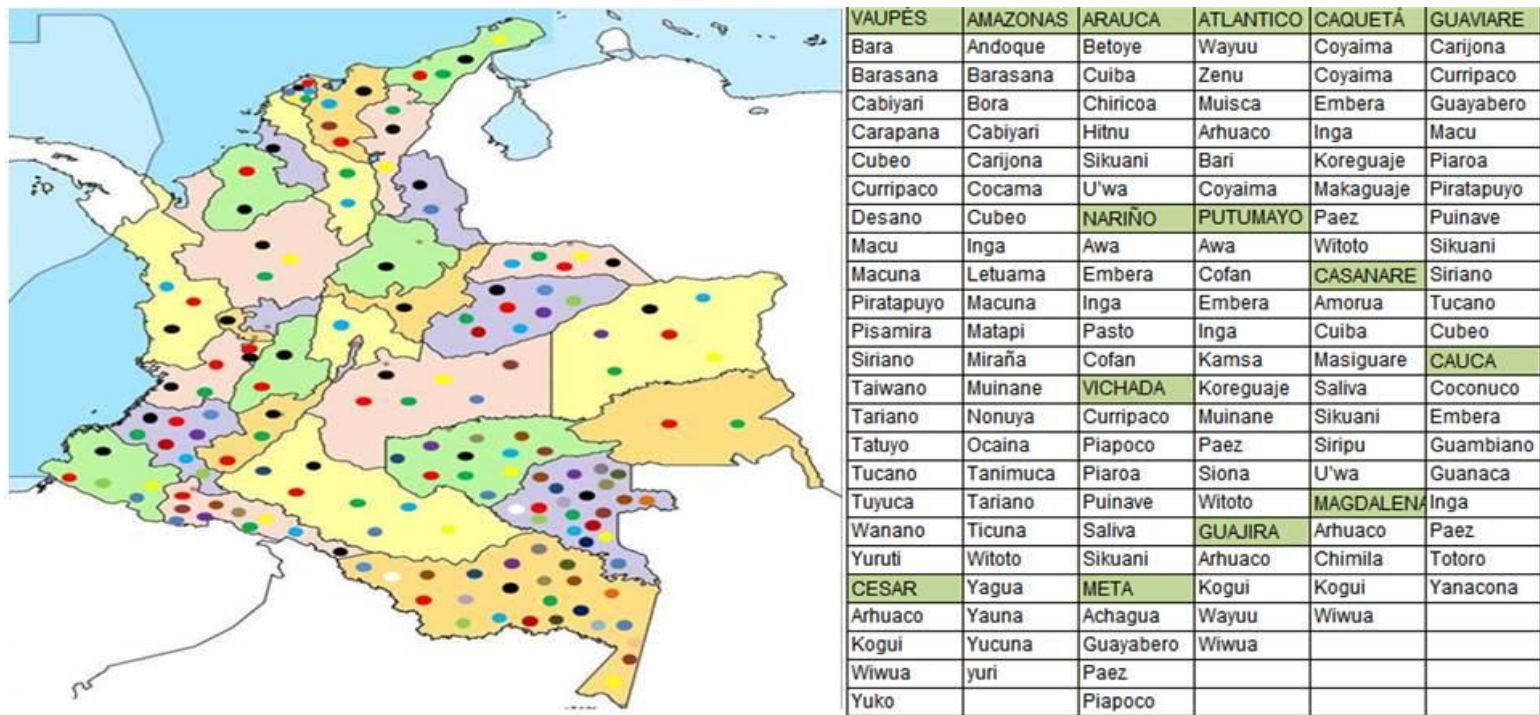 VAUPÉS AMAZONAS ARAUCA ATLANTICO CAQUETÁ GUAVIARE
Bara Andoque Betoye Wayuu Coyaima Carijona
Barasana Barasana Cuiba Zenu Coyaima Curripaco
Cabiyari Bora Chiricoa Muisca Embera Guayabero
Carapana Cabiyari Hitnu Arhuaco Inga Macu
Cubeo Carijona Sikuani Bari Koreguaje Piaroa
Curripaco Cocama U'wa Coyaima Makaguaje Piratapuyo
Desano Cubeo NARIÑO PUTUMAYO Paez Puinave
Macu Inga Awa Awa Witoto Sikuani
Macuna Letuama Embera Cofan CASANARE Siriano
Piratapuyo Macuna Inga Embera Amorua Tucano
Pisamira Matapi Pasto Inga Cuiba Cubeo
Siriano Miraña Cofan Kamsa Masiguare CAUCA
Taiwano Muinane VICHADA Koreguaje Saliva Coconuco
Tariano Nonuya Curripaco Muinane Sikuani Embera
Tatuyo Ocaina Piapoco Paez Siripu Guambiano
Tucano Tanimuca Piaroa Siona U'wa Guanaca
Tuyuca Tariano Puinave Witoto MAGDALENA Inga
Wanano Ticuna Saliva GUAJIRA Arhuaco Paez
Yuruti Witoto Sikuani Arhuaco Chimila Totoro
CESAR Yagua META Kogui Kogui Yanacona
Arhuaco Yauna Achagua Wayuu Wiwua
Kogui Yucuna Guayabero Wiwua
Wiwua yuri Paez
Yuko Piapoco